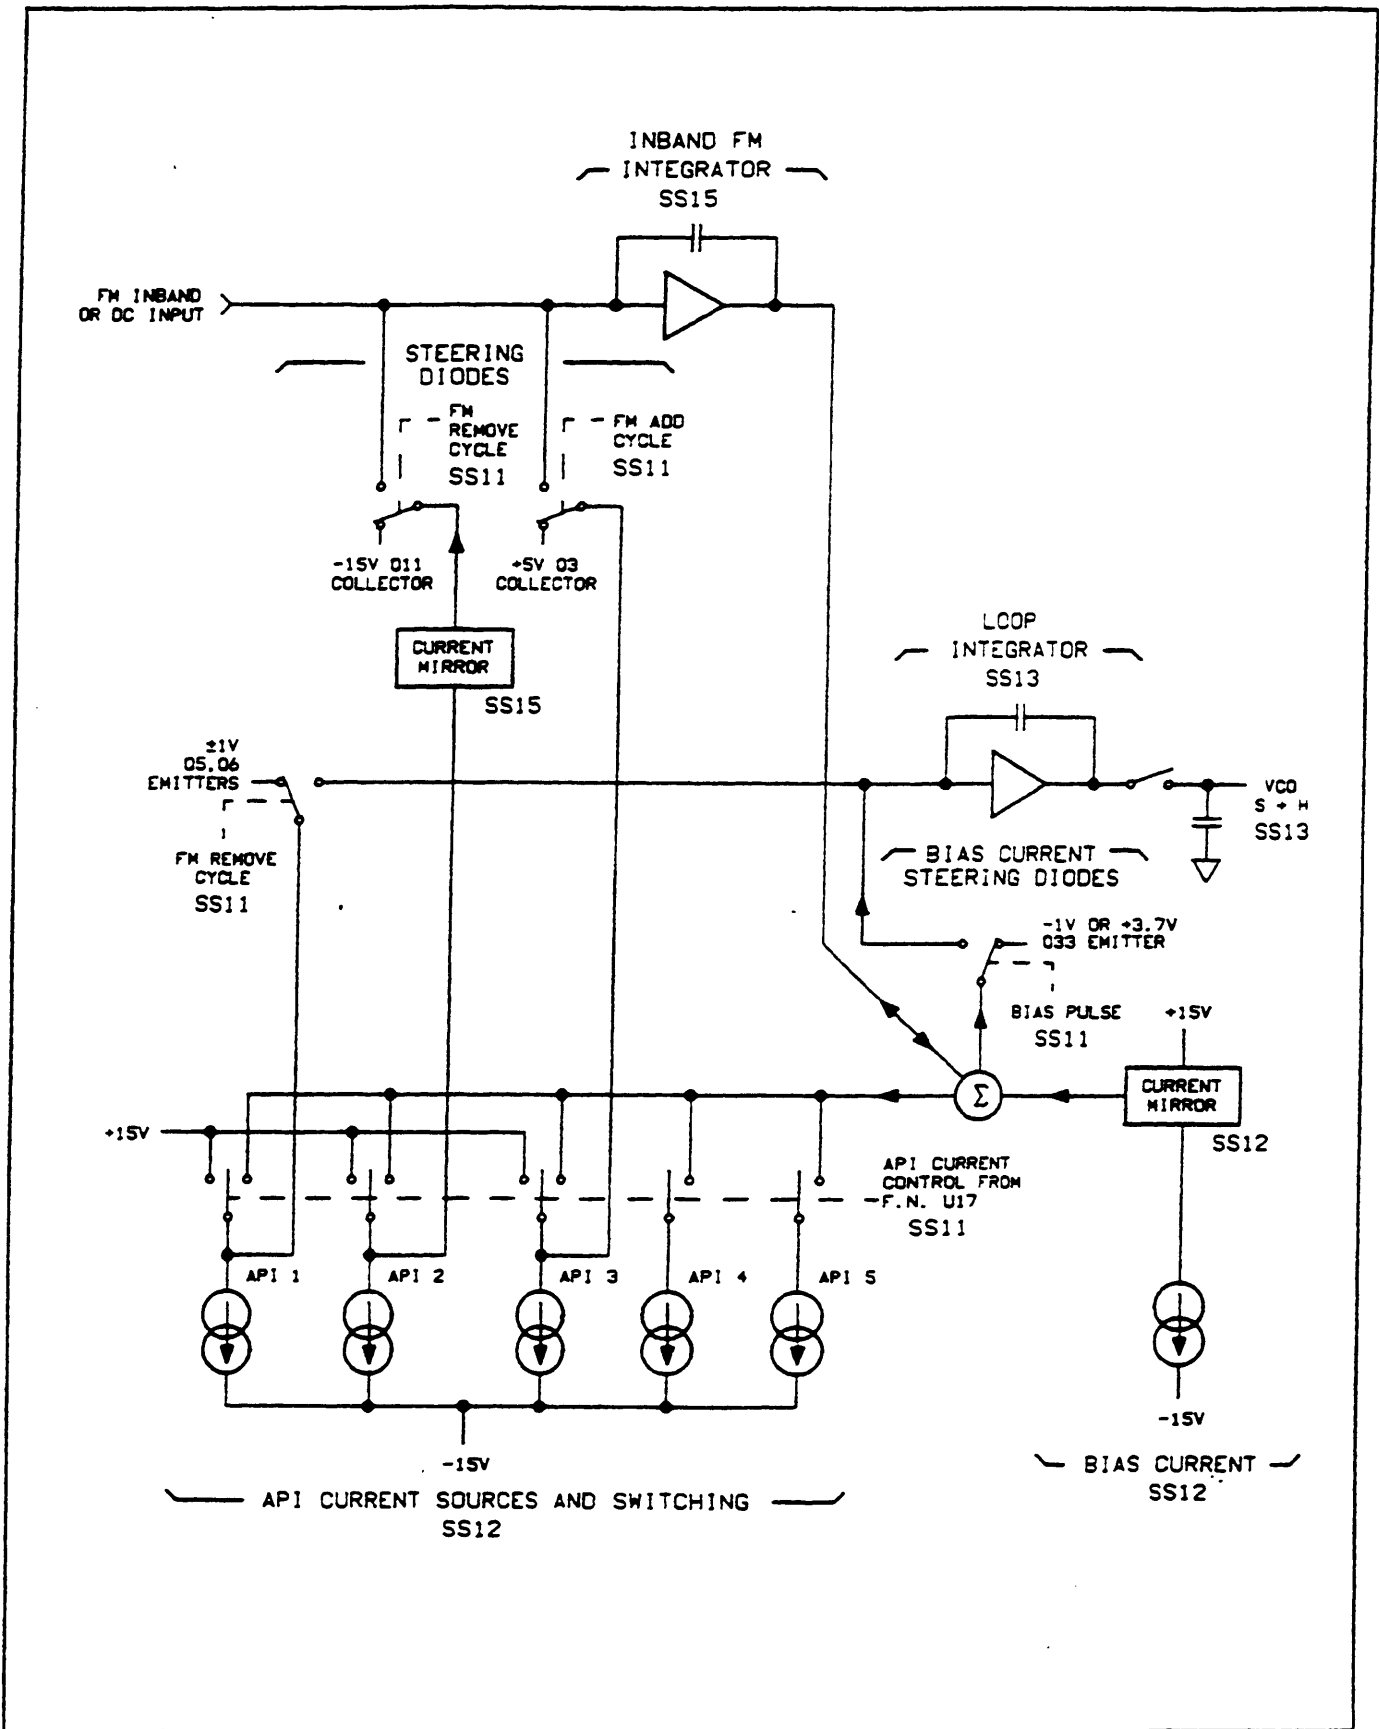 INBAND FM
INTEGRATOR
SS15
FM INBAND
OR DC INPUT
STEERING
DIODES
FM
REMOVE
CYCLE
SS11
FM ADD
CYCLE
SS11
-15V Q11
COLLECTOR
+5V Q3
COLLECTOR
CURRENT
MIRROR
SS15
LOOP
INTEGRATOR
SS13
±1V
Q5,Q6
EMITTERS
FM REMOVE
CYCLE
SS11
VCO
S + H
SS13
BIAS CURRENT
STEERING DIODES
-1V OR +3.7V
Q33 EMITTER
BIAS PULSE
SS11
+15V
CURRENT
MIRROR
SS12
Σ
+15V
API CURRENT
CONTROL FROM
F.N. U17
SS11
API 1
API 2
API 3
API 4
API 5
-15V
-15V
BIAS CURRENT
SS12
API CURRENT SOURCES AND SWITCHING
SS12